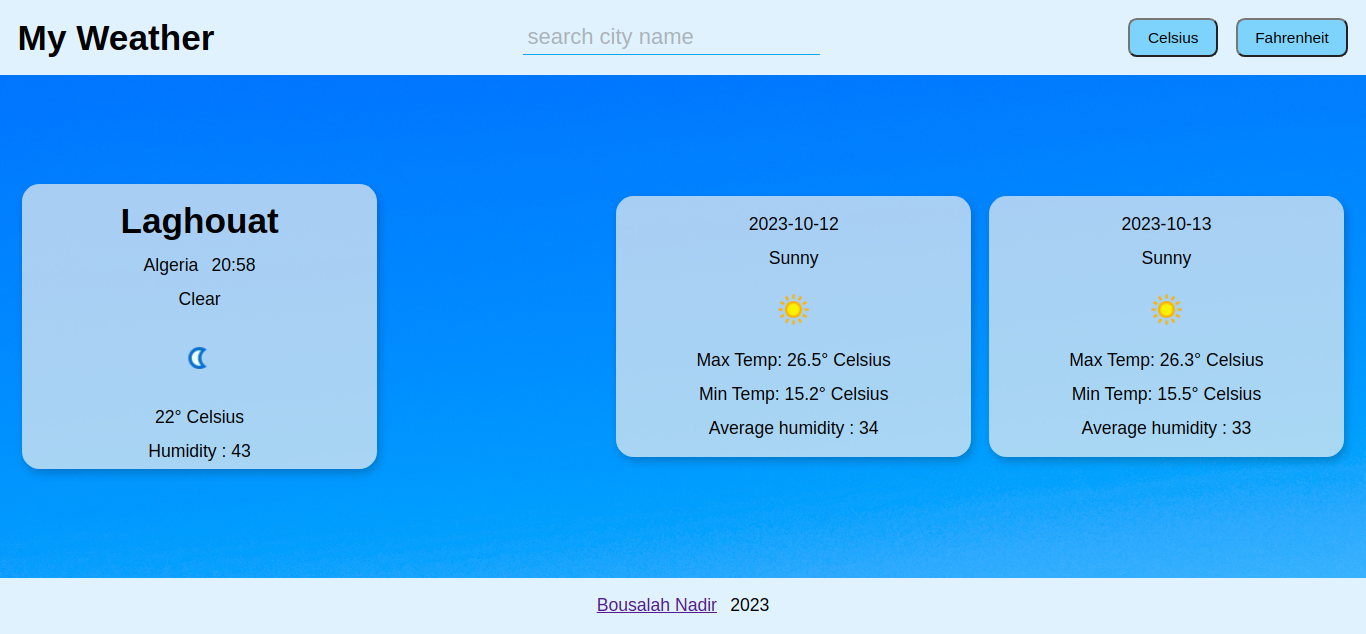 My Weather
search city name
Celsius
Fahrenheit
Laghouat
Algeria 20:58
Clear
22° Celsius
Humidity : 43
2023-10-12
Sunny
Max Temp: 26.5° Celsius
Min Temp: 15.2° Celsius
Average humidity : 34
2023-10-13
Sunny
Max Temp: 26.3° Celsius
Min Temp: 15.5° Celsius
Average humidity : 33
Bousalah Nadir 2023